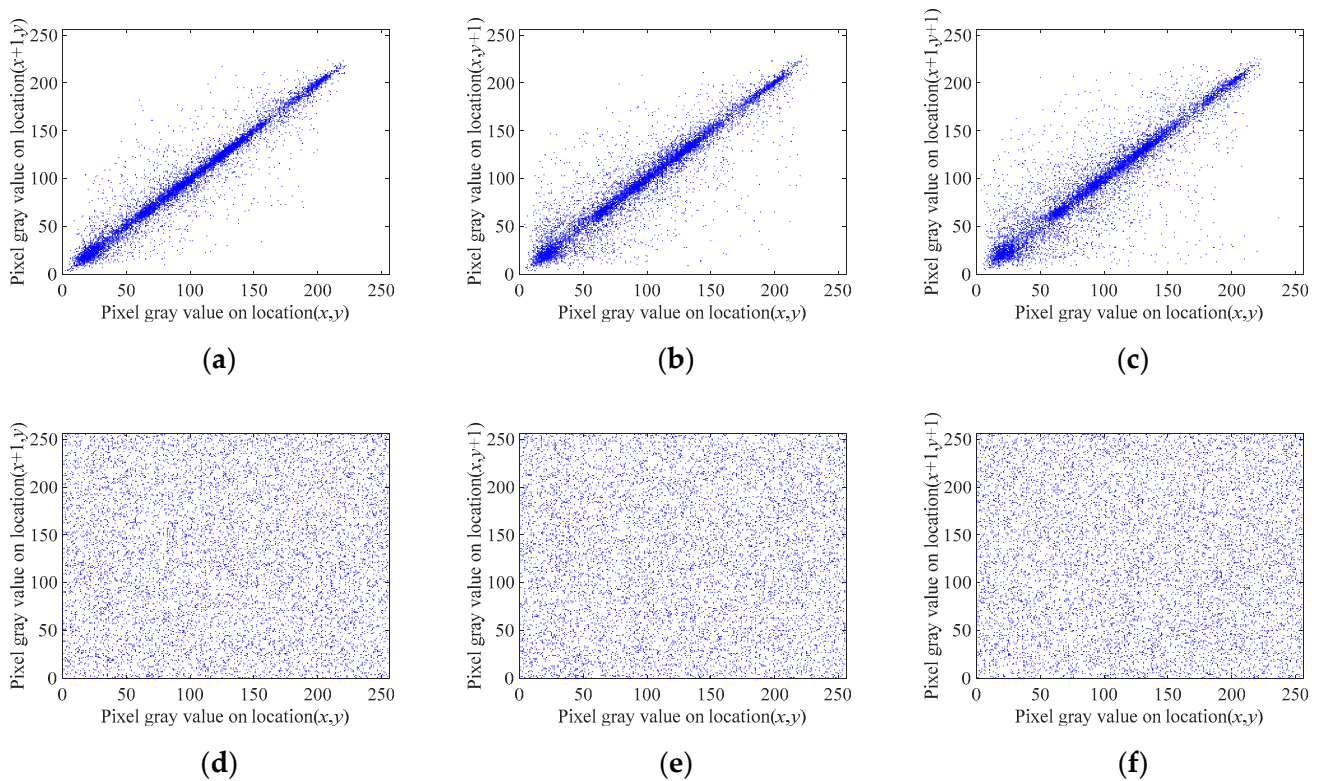 Pixel gray value on location(x+1,y)
250
200
150
100
50
0
0 50 100 150 200 250
Pixel gray value on location(x,y)
(a)
Pixel gray value on location(x,y+1)
250
200
150
100
50
0
0 50 100 150 200 250
Pixel gray value on location(x,y)
(b)
Pixel gray value on location(x+1,y+1)
250
200
150
100
50
0
0 50 100 150 200 250
Pixel gray value on location(x,y)
(c)
Pixel gray value on location(x+1,y)
250
200
150
100
50
0
0 50 100 150 200 250
Pixel gray value on location(x,y)
(d)
Pixel gray value on location(x,y+1)
250
200
150
100
50
0
0 50 100 150 200 250
Pixel gray value on location(x,y)
(e)
Pixel gray value on location(x+1,y+1)
250
200
150
100
50
0
0 50 100 150 200 250
Pixel gray value on location(x,y)
(f)